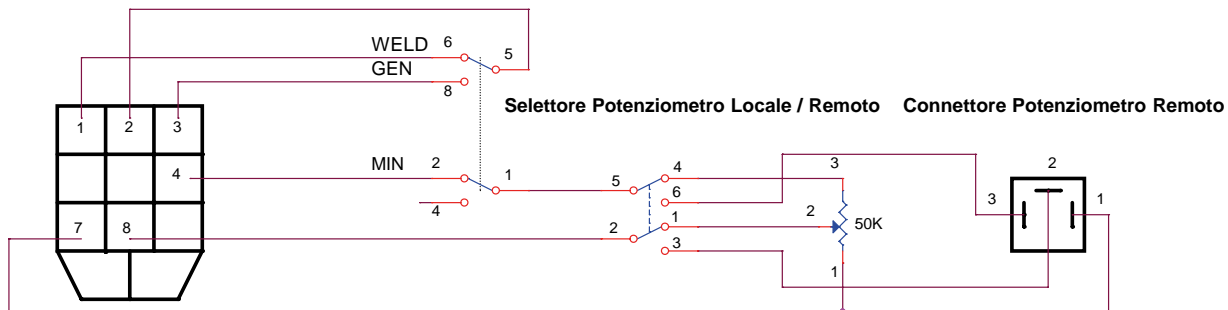 WELD 6 5
GEN
8
Selettore Potenziometro Locale / Remoto Connettore Potenziometro Remoto
1 2 3
4 MIN 2 1 5 4 3 2
4 6 3 1
7 8 2 1 2 50K
3
1